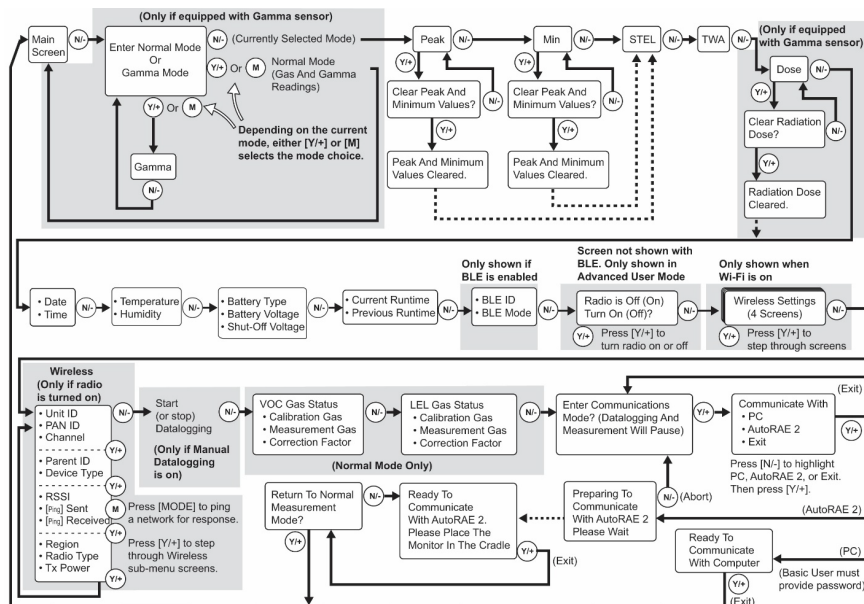 (Only if equipped with Gamma sensor)
Main
Screen
N/-
Enter Normal Mode
Or
Gamma Mode
N/-
(Currently Selected Mode)
Y/+ Or M
Normal Mode
(Gas And Gamma
Readings)
Y/+ Or M
Depending on the current
mode, either [Y/+] or [M]
selects the mode choice.
Gamma
N/-
Peak
N/-
Y/+
Clear Peak And
Minimum Values?
N/-
Y/+
Peak And Minimum
Values Cleared.
Min
N/-
Y/+
Clear Peak And
Minimum Values?
N/-
Y/+
Peak And Minimum
Values Cleared.
STEL
N/-
TWA
N/-
(Only if equipped
with Gamma sensor)
Dose
N/-
Y/+
Clear Radiation
Dose?
N/-
Y/+
Radiation Dose
Cleared.
• Date
• Time
N/-
• Temperature
• Humidity
N/-
• Battery Type
• Battery Voltage
• Shut-Off Voltage
N/-
• Current Runtime
• Previous Runtime
N/-
Only shown if
BLE is enabled
• BLE ID
• BLE Mode
N/-
Screen not shown with
BLE. Only shown in
Advanced User Mode
Radio is Off (On)
Turn On (Off)?
N/-
Y/+ Press [Y/+] to
turn radio on or off
Only shown when
Wi-Fi is on
Wireless Settings
(4 Screens)
N/-
Y/+ Press [Y/+] to
step through screens
Wireless
(Only if radio
is turned on)
• Unit ID
• PAN ID
• Channel
N/-
Y/+
• Parent ID
• Device Type
Y/+
• RSSI
• [Ping] Sent
• [Ping] Received
M Press [MODE] to ping
a network for response.
Y/+
• Region
• Radio Type
• Tx Power
Press [Y/+] to step
through Wireless
sub-menu screens.
Y/+
Start
(or stop)
Datalogging
(Only if Manual
Datalogging
is on)
N/-
VOC Gas Status
• Calibration Gas
• Measurement Gas
• Correction Factor
N/-
LEL Gas Status
• Calibration Gas
• Measurement Gas
• Correction Factor
N/-
(Normal Mode Only)
Enter Communications
Mode? (Datalogging And
Measurement Will Pause)
Y/+
Communicate With
• PC
• AutoRAE 2
• Exit
(Exit)
Y/+
Press [N/-] to highlight
PC, AutoRAE 2, or Exit.
Then press [Y/+].
N/- (Abort)
(AutoRAE 2)
Return To Normal
Measurement
Mode?
N/-
Y/+
Ready To
Communicate
With AutoRAE 2.
Please Place The
Monitor In The Cradle
Y/+
(Exit)
Preparing To
Communicate
With AutoRAE 2
Please Wait
Ready To
Communicate
With Computer
(PC)
(Basic User must
provide password)
Y/+
(Exit)